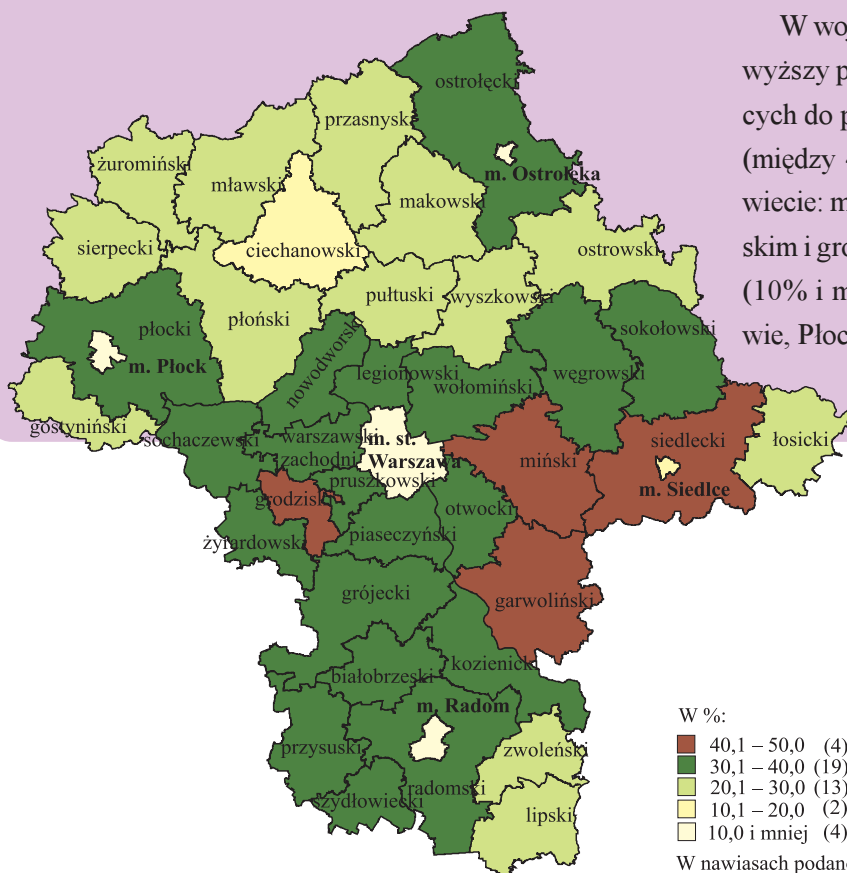 W woj
wyższy p
cych do p
(między
wiecie: m
skim i gro
(10% i m
wie, Płoc
ostrołęcki
przasnyski
żuromiński
mławski
m. Ostrołęka
makowski
sierpecki
ciechanowski
ostrowski
pułtuski
wyszkowski
płocki
płoński
sokołowski
nowodworski
m. Płock
legionowski
wołomiński
węgrowski
gostyniński
sochaczewski
warszawski
zachodni
m. st.
Warszawa
miński
siedlecki
łosicki
pruszkowski
grodziski
m. Siedlce
otwocki
żyrardowski
piaseczyński
grójecki
garwoliński
kozienicki
białobrzeski
m. Radom
przysuski
zwoleński
szydłowiecki
radomski
lipski
W %:
40,1 – 50,0 (4)
30,1 – 40,0 (19)
20,1 – 30,0 (13)
10,1 – 20,0 (2)
10,0 i mniej (4)
W nawiasach podano